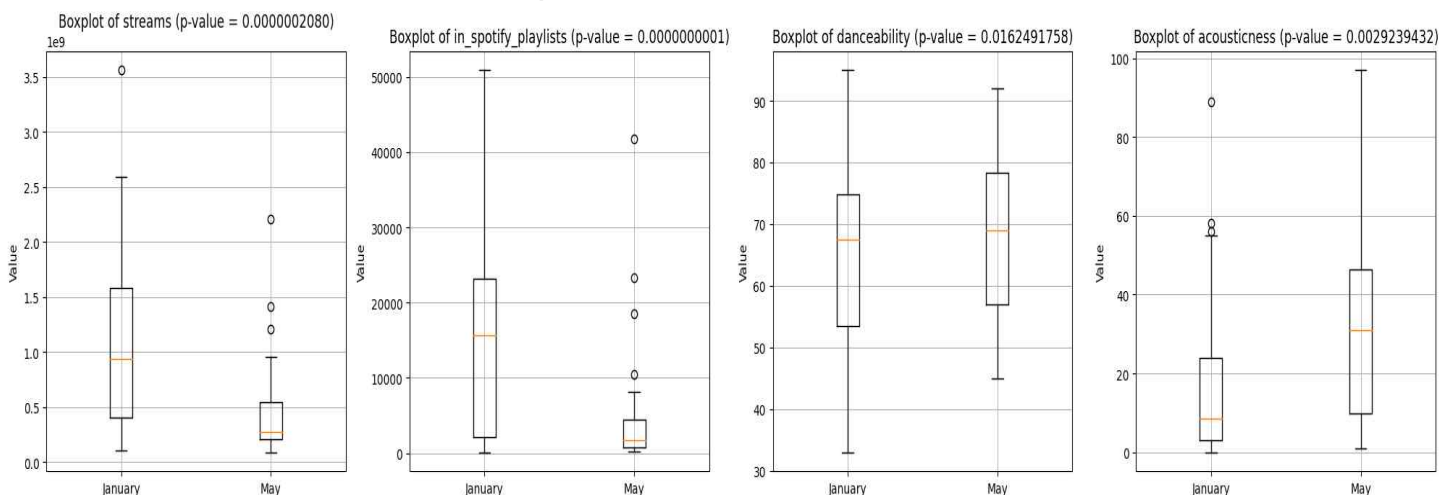 Boxplot of streams (p-value = 0.0000002080)
1e9
3.5
3.0
2.5
2.0
1.5
1.0
0.5
0.0
Value
January May
Boxplot of in_spotify_playlists (p-value = 0.0000000001)
50000
40000
30000
20000
10000
0
Value
January May
Boxplot of danceability (p-value = 0.0162491758)
90
80
70
60
50
40
30
Value
January May
Boxplot of acousticness (p-value = 0.0029239432)
100
80
60
40
20
0
Value
January May